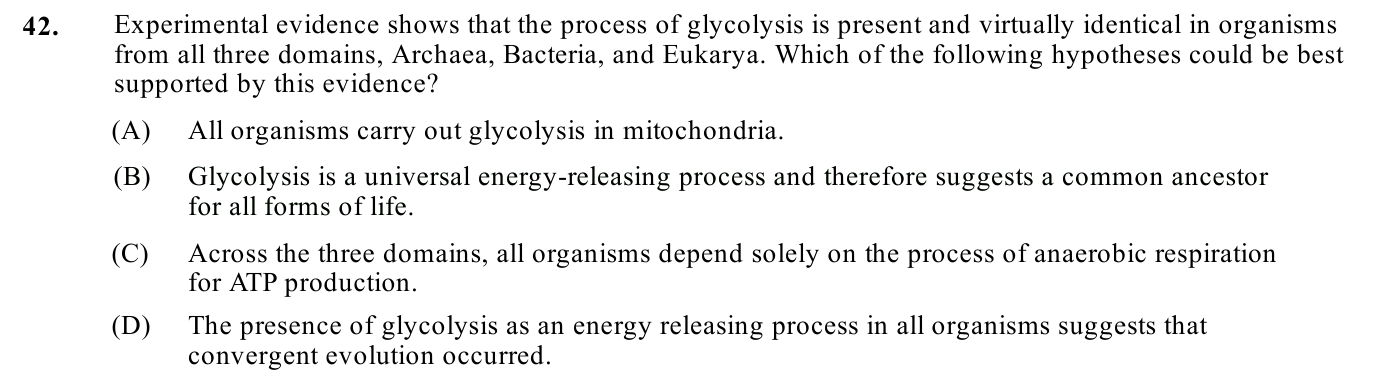 42. Experimental evidence shows that the process of glycolysis is present and virtually identical in organisms
from all three domains, Archaea, Bacteria, and Eukarya. Which of the following hypotheses could be best
supported by this evidence?
(A) All organisms carry out glycolysis in mitochondria.
(B) Glycolysis is a universal energy-releasing process and therefore suggests a common ancestor
for all forms of life.
(C) Across the three domains, all organisms depend solely on the process of anaerobic respiration
for ATP production.
(D) The presence of glycolysis as an energy releasing process in all organisms suggests that
convergent evolution occurred.